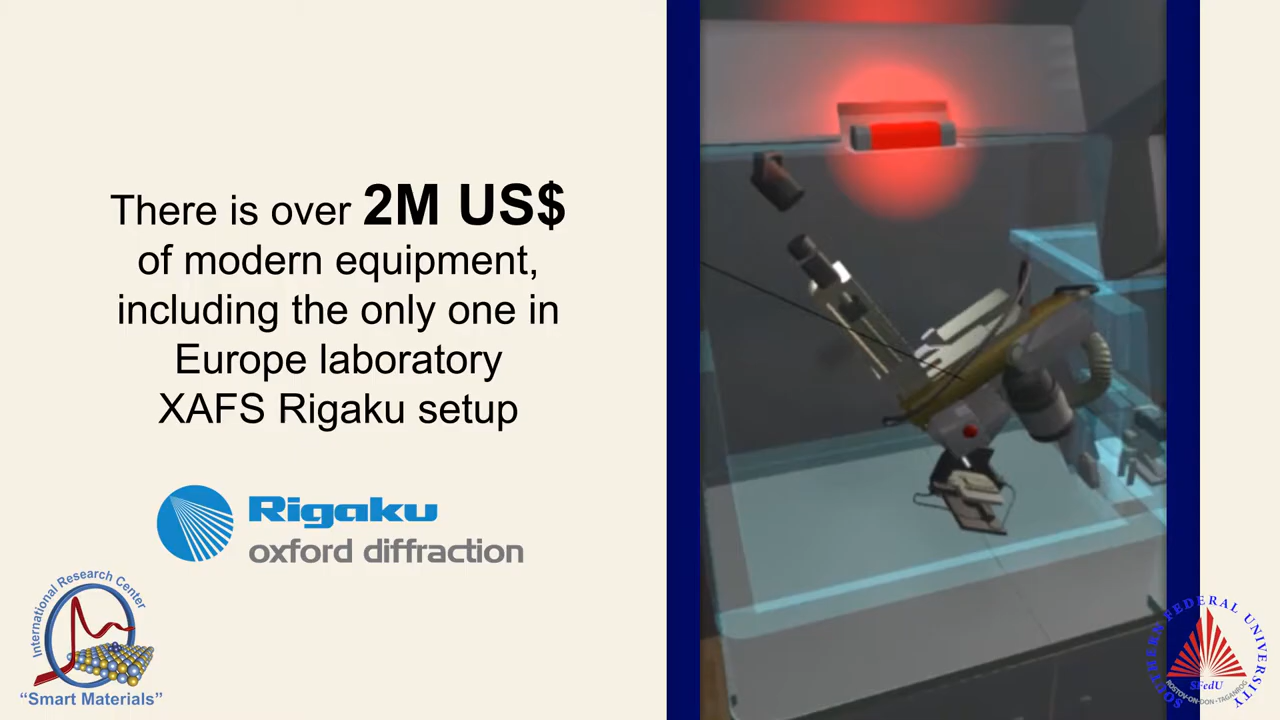 There is over 2M US$
of modern equipment,
including the only one in
Europe laboratory
XAFS Rigaku setup
Rigaku
oxford diffraction
International Research Center
“Smart Materials”
SOUTHERN FEDERAL UNIVERSITY
SFedU
ROSTOV-ON-DON • TAGANROG